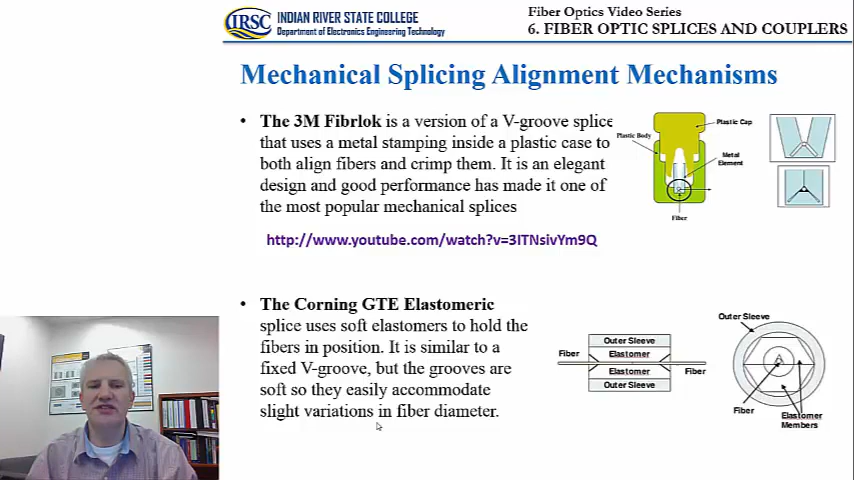 IRSC
INDIAN RIVER STATE COLLEGE
Department of Electronics Engineering Technology
Fiber Optics Video Series
6. FIBER OPTIC SPLICES AND COUPLERS
Mechanical Splicing Alignment Mechanisms
• The 3M Fibrlok is a version of a V-groove splice
that uses a metal stamping inside a plastic case to
both align fibers and crimp them. It is an elegant
design and good performance has made it one of
the most popular mechanical splices
http://www.youtube.com/watch?v=3ITNsivYm9Q
Plastic Cap
Plastic Body
Metal
Element
Fiber
• The Corning GTE Elastomeric
splice uses soft elastomers to hold the
fibers in position. It is similar to a
fixed V-groove, but the grooves are
soft so they easily accommodate
slight variations in fiber diameter.
Outer Sleeve
Fiber
Elastomer
Elastomer
Fiber
Outer Sleeve
Outer Sleeve
Fiber
Elastomer
Members